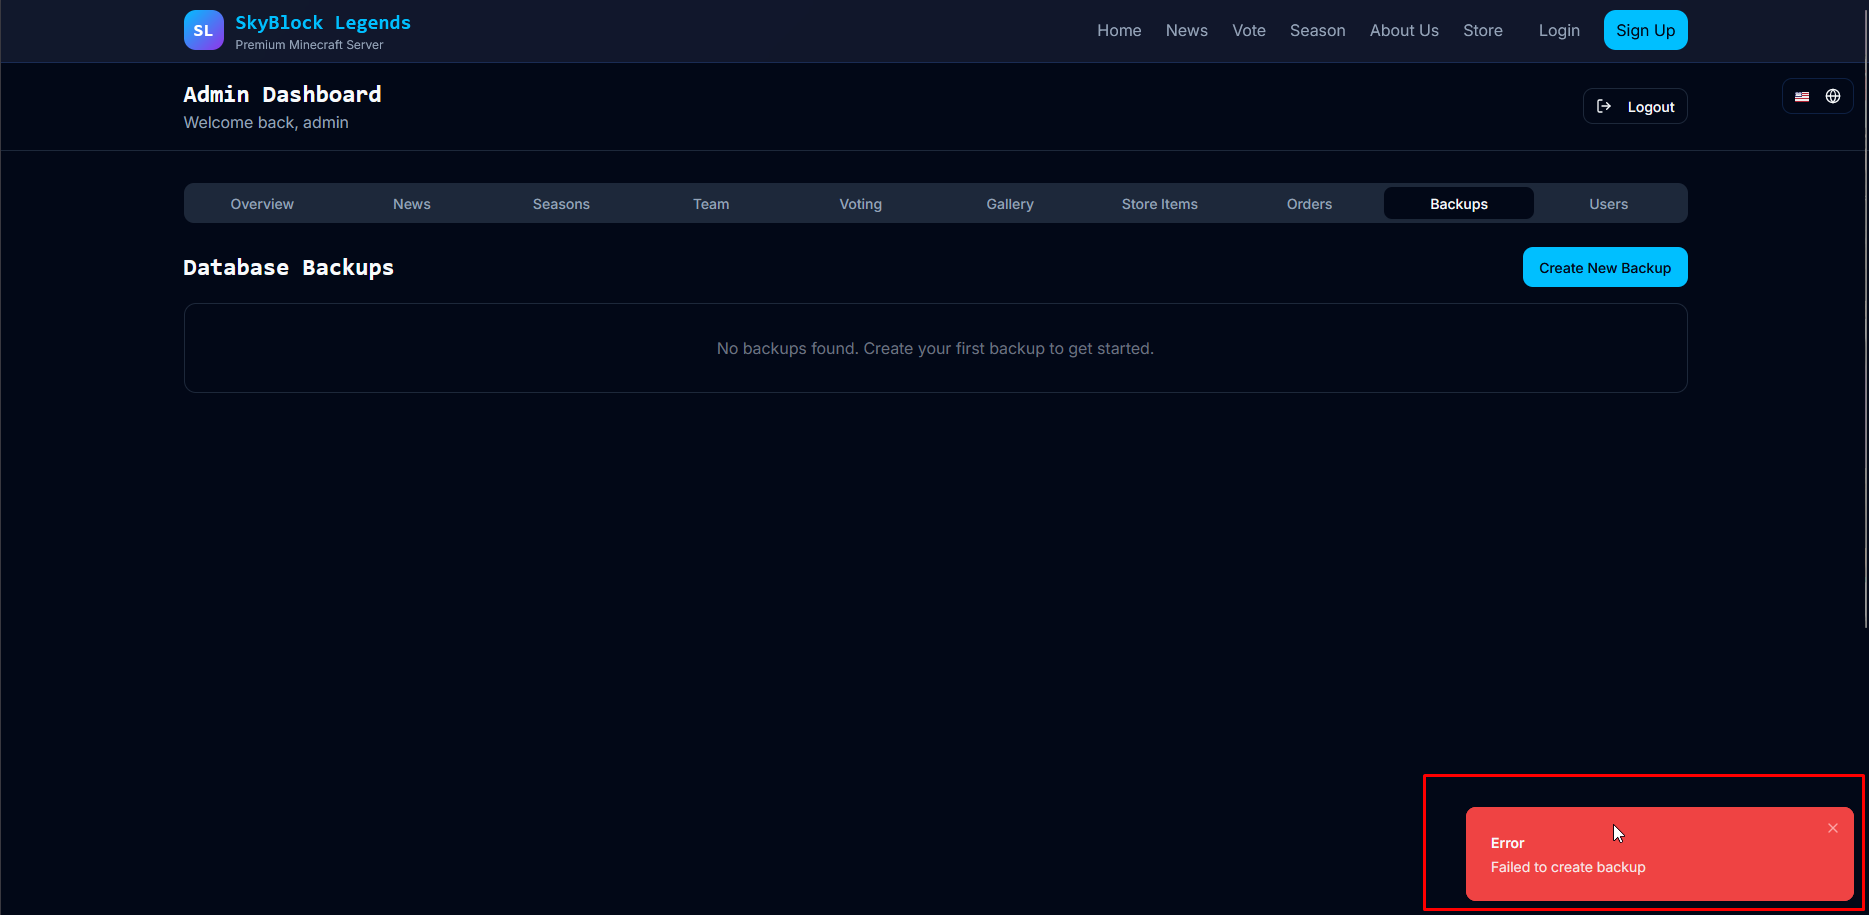 SL
SkyBlock Legends
Premium Minecraft Server
Home News Vote Season About Us Store Login Sign Up
Admin Dashboard
Welcome back, admin
Logout
Overview News Seasons Team Voting Gallery Store Items Orders Backups Users
Database Backups
Create New Backup
No backups found. Create your first backup to get started.
Error
Failed to create backup